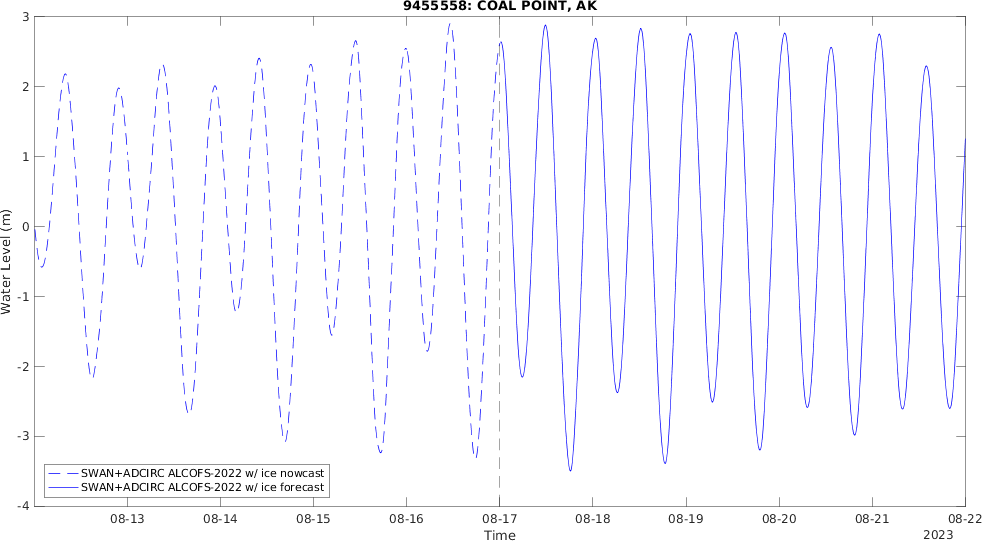 9455558: COAL POINT, AK
3
2
1
0
-1
-2
-3
-4
Water Level (m)
SWAN+ADCIRC ALCOFS-2022 w/ ice nowcast
SWAN+ADCIRC ALCOFS-2022 w/ ice forecast
08-13 08-14 08-15 08-16 08-17 08-18 08-19 08-20 08-21 08-22
Time
2023